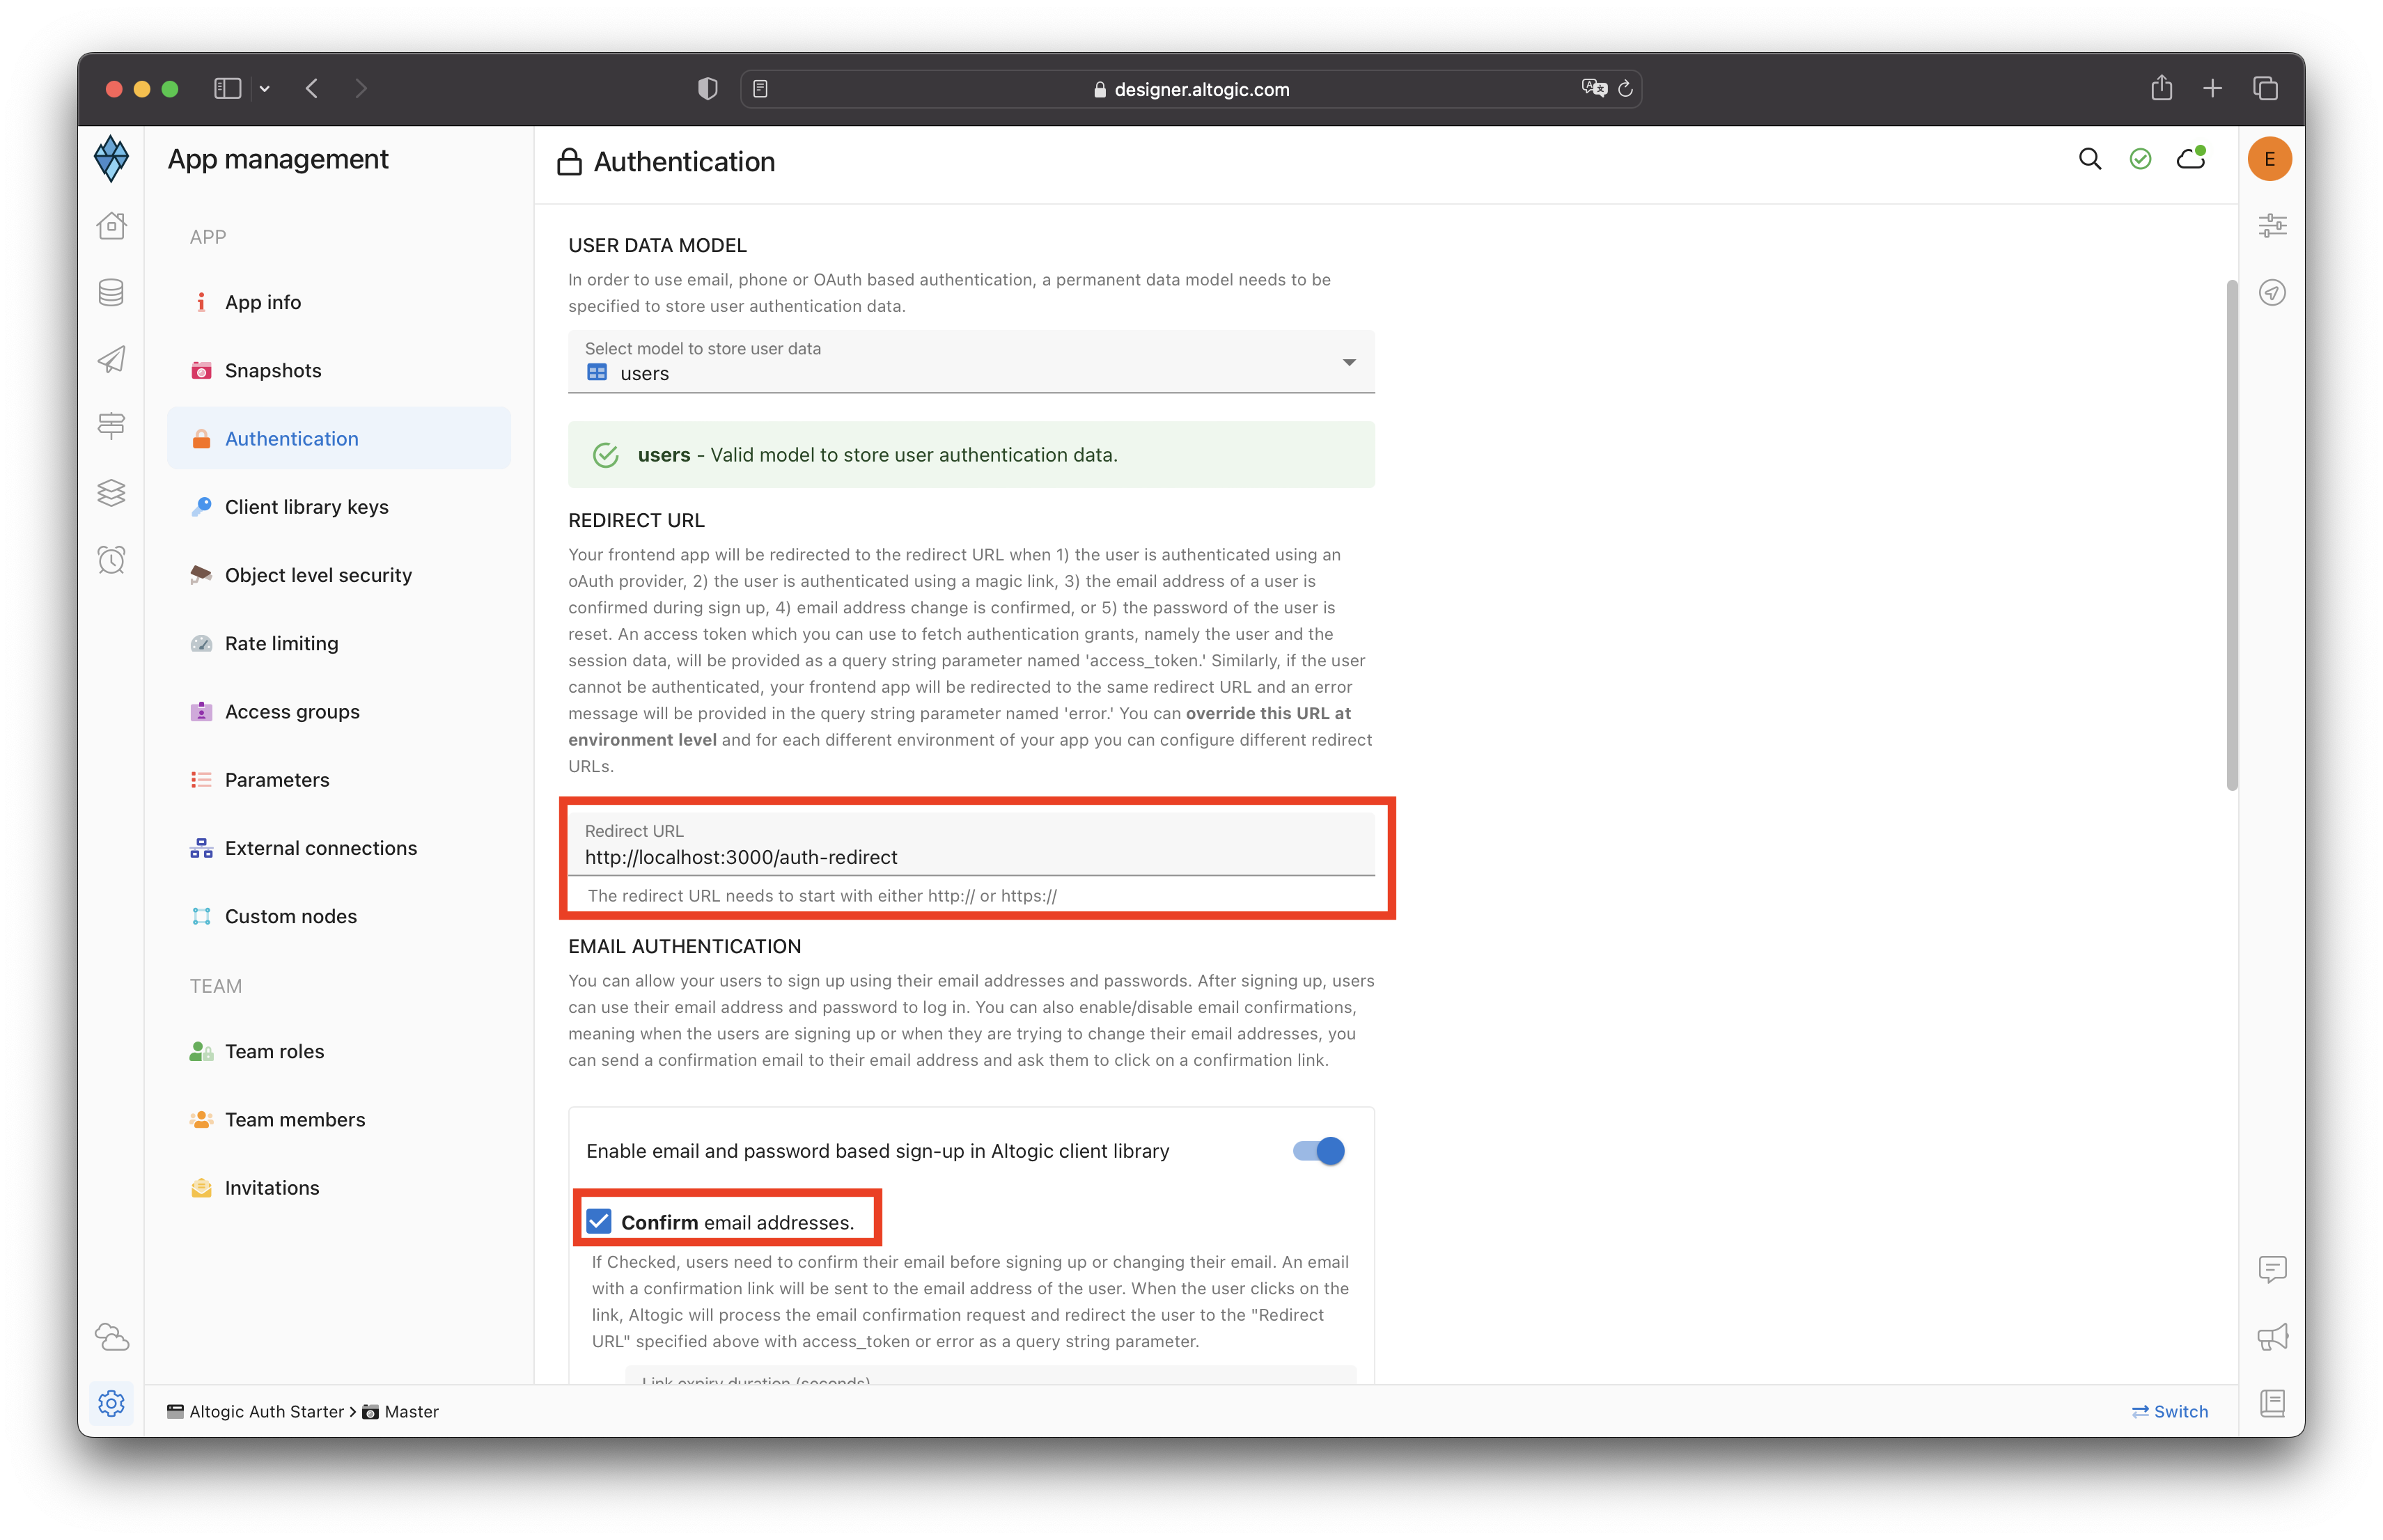 designer.altogic.com
App management
Authentication
E
APP
App info
Snapshots
Authentication
Client library keys
Object level security
Rate limiting
Access groups
Parameters
External connections
Custom nodes
TEAM
Team roles
Team members
Invitations
USER DATA MODEL
In order to use email, phone or OAuth based authentication, a permanent data model needs to be
specified to store user authentication data.
Select model to store user data
users
users - Valid model to store user authentication data.
REDIRECT URL
Your frontend app will be redirected to the redirect URL when 1) the user is authenticated using an
oAuth provider, 2) the user is authenticated using a magic link, 3) the email address of a user is
confirmed during sign up, 4) email address change is confirmed, or 5) the password of the user is
reset. An access token which you can use to fetch authentication grants, namely the user and the
session data, will be provided as a query string parameter named 'access_token.' Similarly, if the user
cannot be authenticated, your frontend app will be redirected to the same redirect URL and an error
message will be provided in the query string parameter named 'error.' You can override this URL at
environment level and for each different environment of your app you can configure different redirect
URLs.
Redirect URL
http://localhost:3000/auth-redirect
The redirect URL needs to start with either http:// or https://
EMAIL AUTHENTICATION
You can allow your users to sign up using their email addresses and passwords. After signing up, users
can use their email address and password to log in. You can also enable/disable email confirmations,
meaning when the users are signing up or when they are trying to change their email addresses, you
can send a confirmation email to their email address and ask them to click on a confirmation link.
Enable email and password based sign-up in Altogic client library
Confirm email addresses.
If Checked, users need to confirm their email before signing up or changing their email. An email
with a confirmation link will be sent to the email address of the user. When the user clicks on the
link, Altogic will process the email confirmation request and redirect the user to the "Redirect
URL" specified above with access_token or error as a query string parameter.
Link expiry duration (seconds)
Altogic Auth Starter > Master
Switch